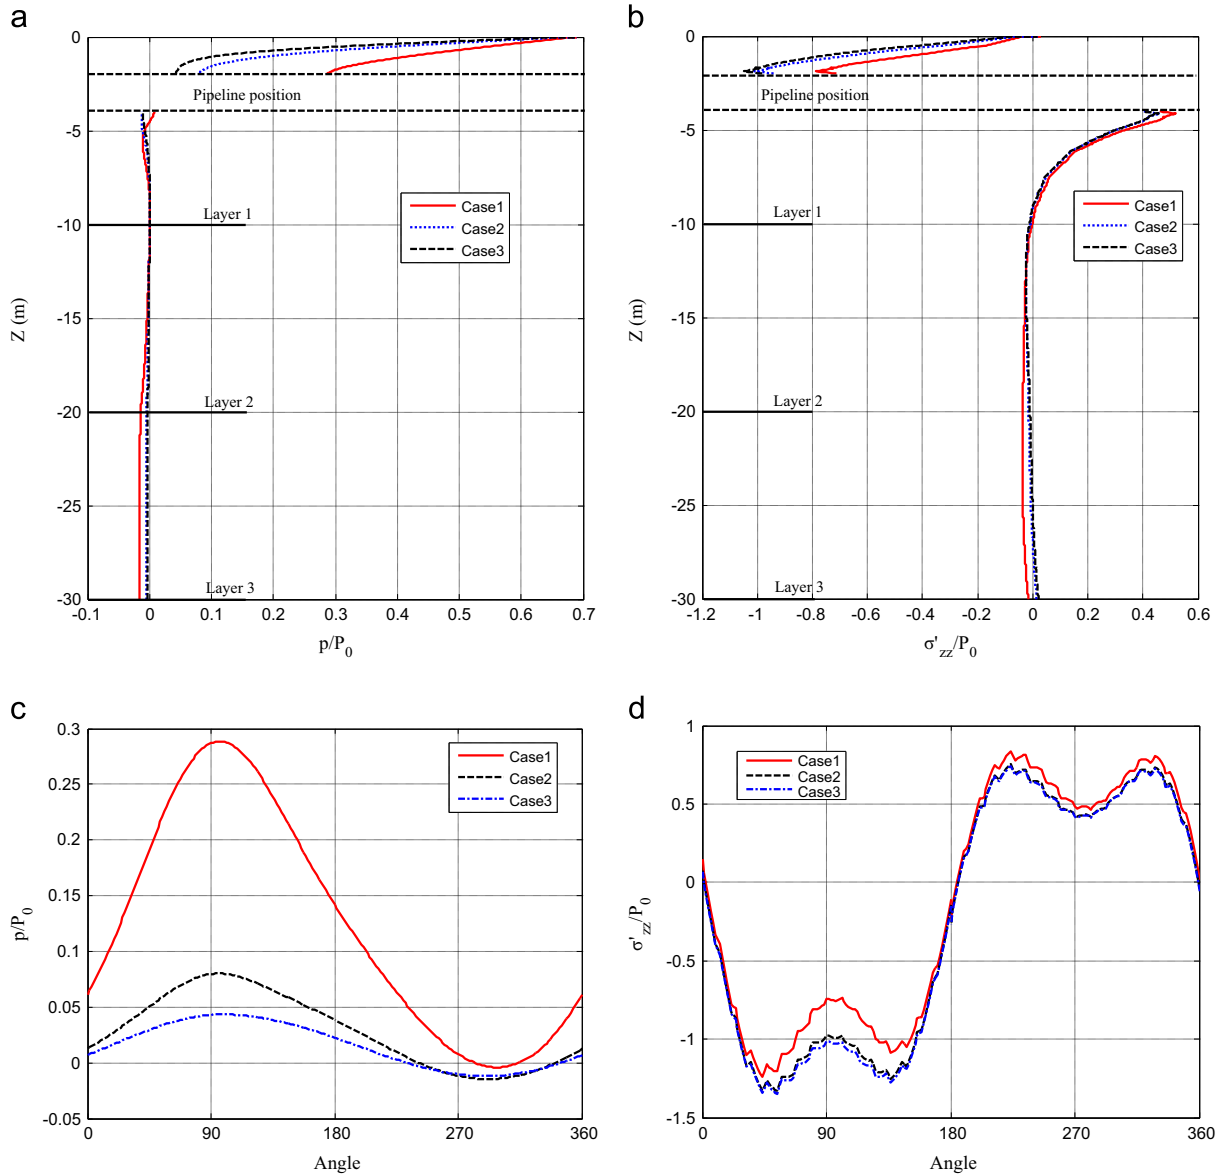 a
0
-5
-10
-15
-20
-25
-30
Z (m)
Pipeline position
Layer 1
Layer 2
Layer 3
Case1
Case2
Case3
-0.1 0 0.1 0.2 0.3 0.4 0.5 0.6 0.7
p/P0
b
0
-5
-10
-15
-20
-25
-30
Z (m)
Pipeline position
Layer 1
Layer 2
Layer 3
Case1
Case2
Case3
-1.2 -1 -0.8 -0.6 -0.4 -0.2 0 0.2 0.4 0.6
σ'zz/P0
c
0.3
0.25
0.2
0.15
0.1
0.05
0
-0.05
p/P0
Case1
Case2
Case3
0 90 180 270 360
Angle
d
1
0.5
0
-0.5
-1
-1.5
σ'zz/P0
Case1
Case2
Case3
0 90 180 270 360
Angle